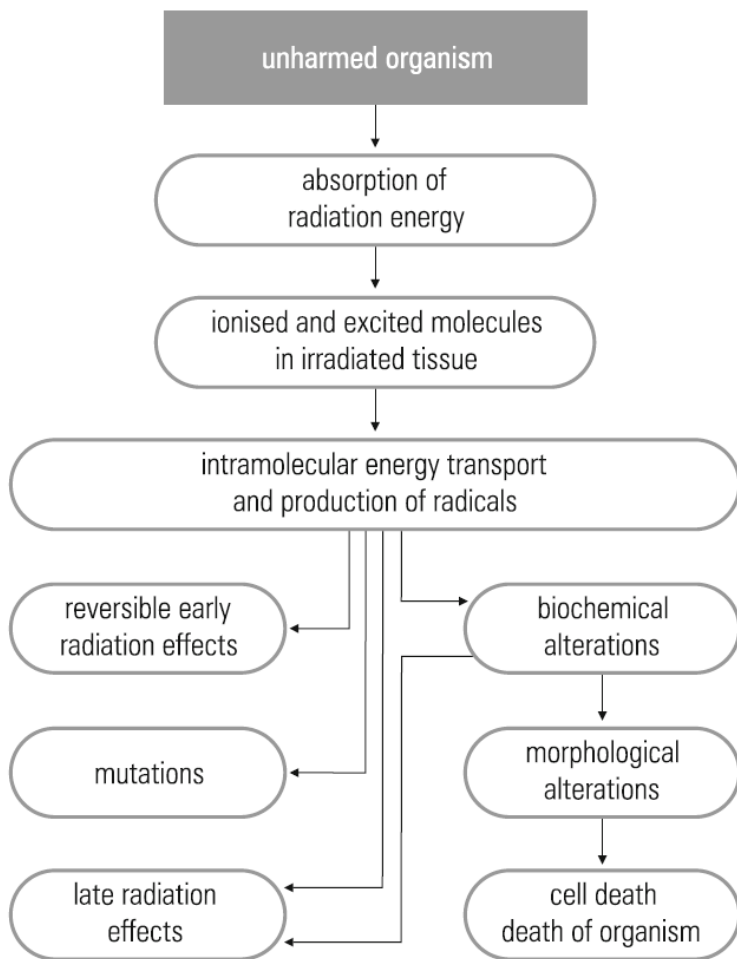 unharmed organism
absorption of
radiation energy
ionised and excited molecules
in irradiated tissue
intramolecular energy transport
and production of radicals
reversible early
radiation effects
biochemical
alterations
mutations
morphological
alterations
late radiation
effects
cell death
death of organism